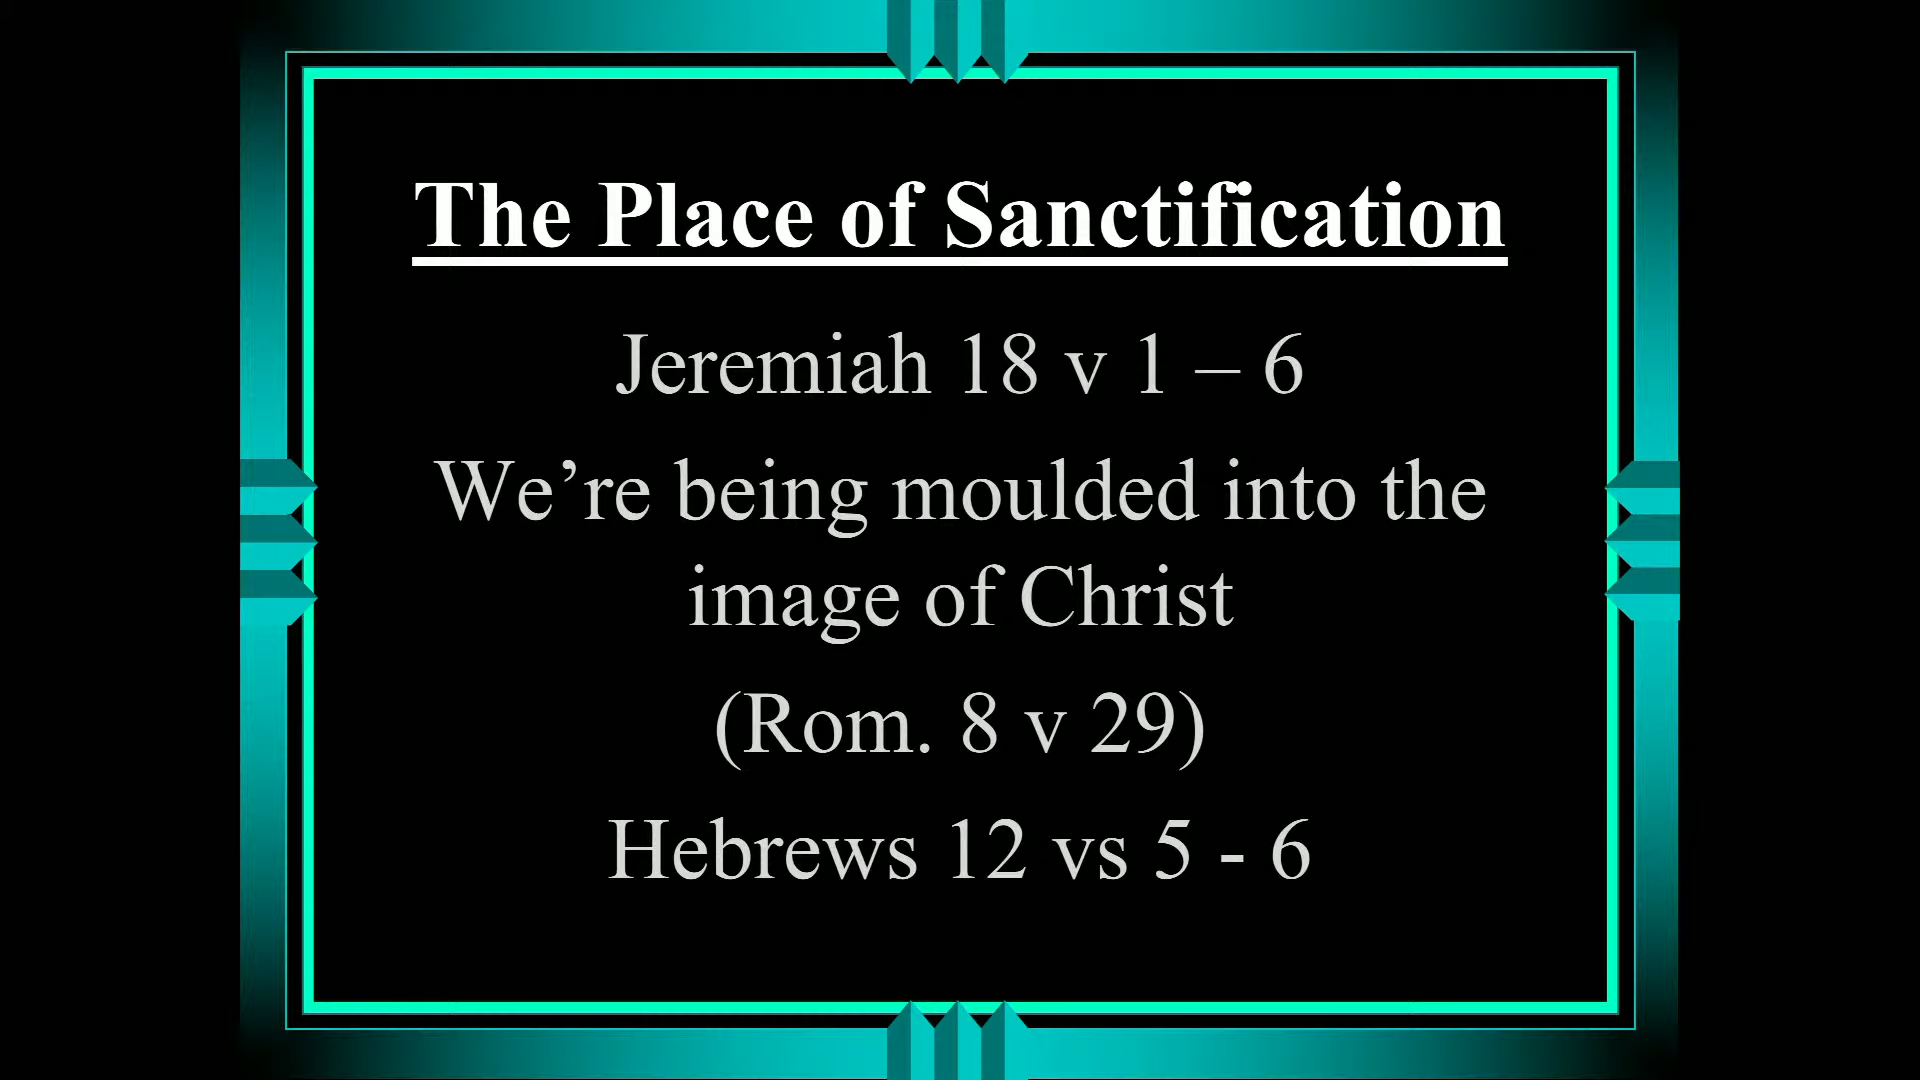 The Place of Sanctification
Jeremiah 18 v 1 – 6
We’re being moulded into the
image of Christ
(Rom. 8 v 29)
Hebrews 12 vs 5 - 6